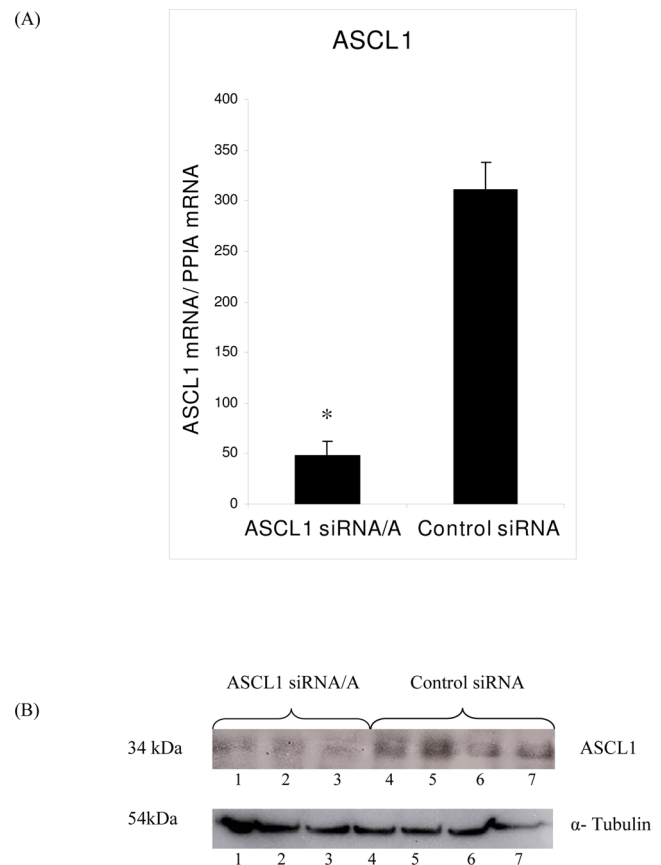 (A)
ASCL1
ASCL1 mRNA/ PPIA mRNA
400
350
300
250
200
150
100
50
0
*
ASCL1 siRNA/A Control siRNA
(B)
ASCL1 siRNA/A Control siRNA
34 kDa ASCL1
1 2 3 4 5 6 7
54kDa α- Tubulin
1 2 3 4 5 6 7